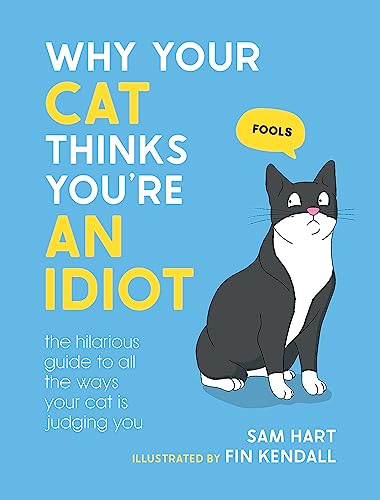 WHY YOUR
CAT
THINKS
YOU'RE
AN
IDIOT
FOOLS
the hilarious
guide to all
the ways
your cat is
judging you
SAM HART
ILLUSTRATED BY FIN KENDALL